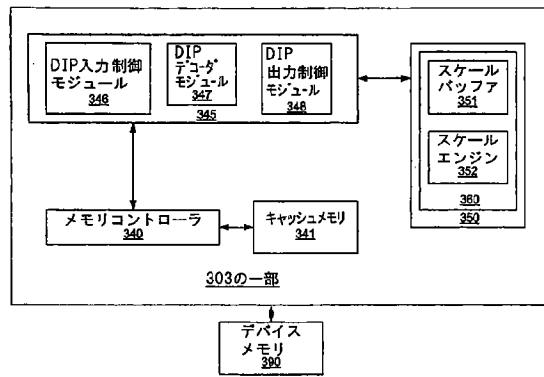 DIP入力制御
モジュール
346
DIP
デコーダ
モジュール
347
DIP
出力制御
モジュール
348
345
スケール
バッファ
351
スケール
エンジン
352
360
350
メモリコントローラ
340
キャッシュメモリ
341
303の一部
デバイス
メモリ
390